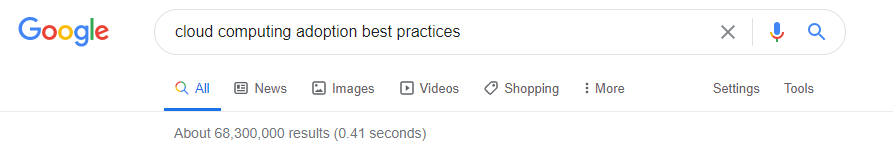 Google cloud computing adoption best practices
All News Images Videos Shopping More Settings Tools
About 68,300,000 results (0.41 seconds)